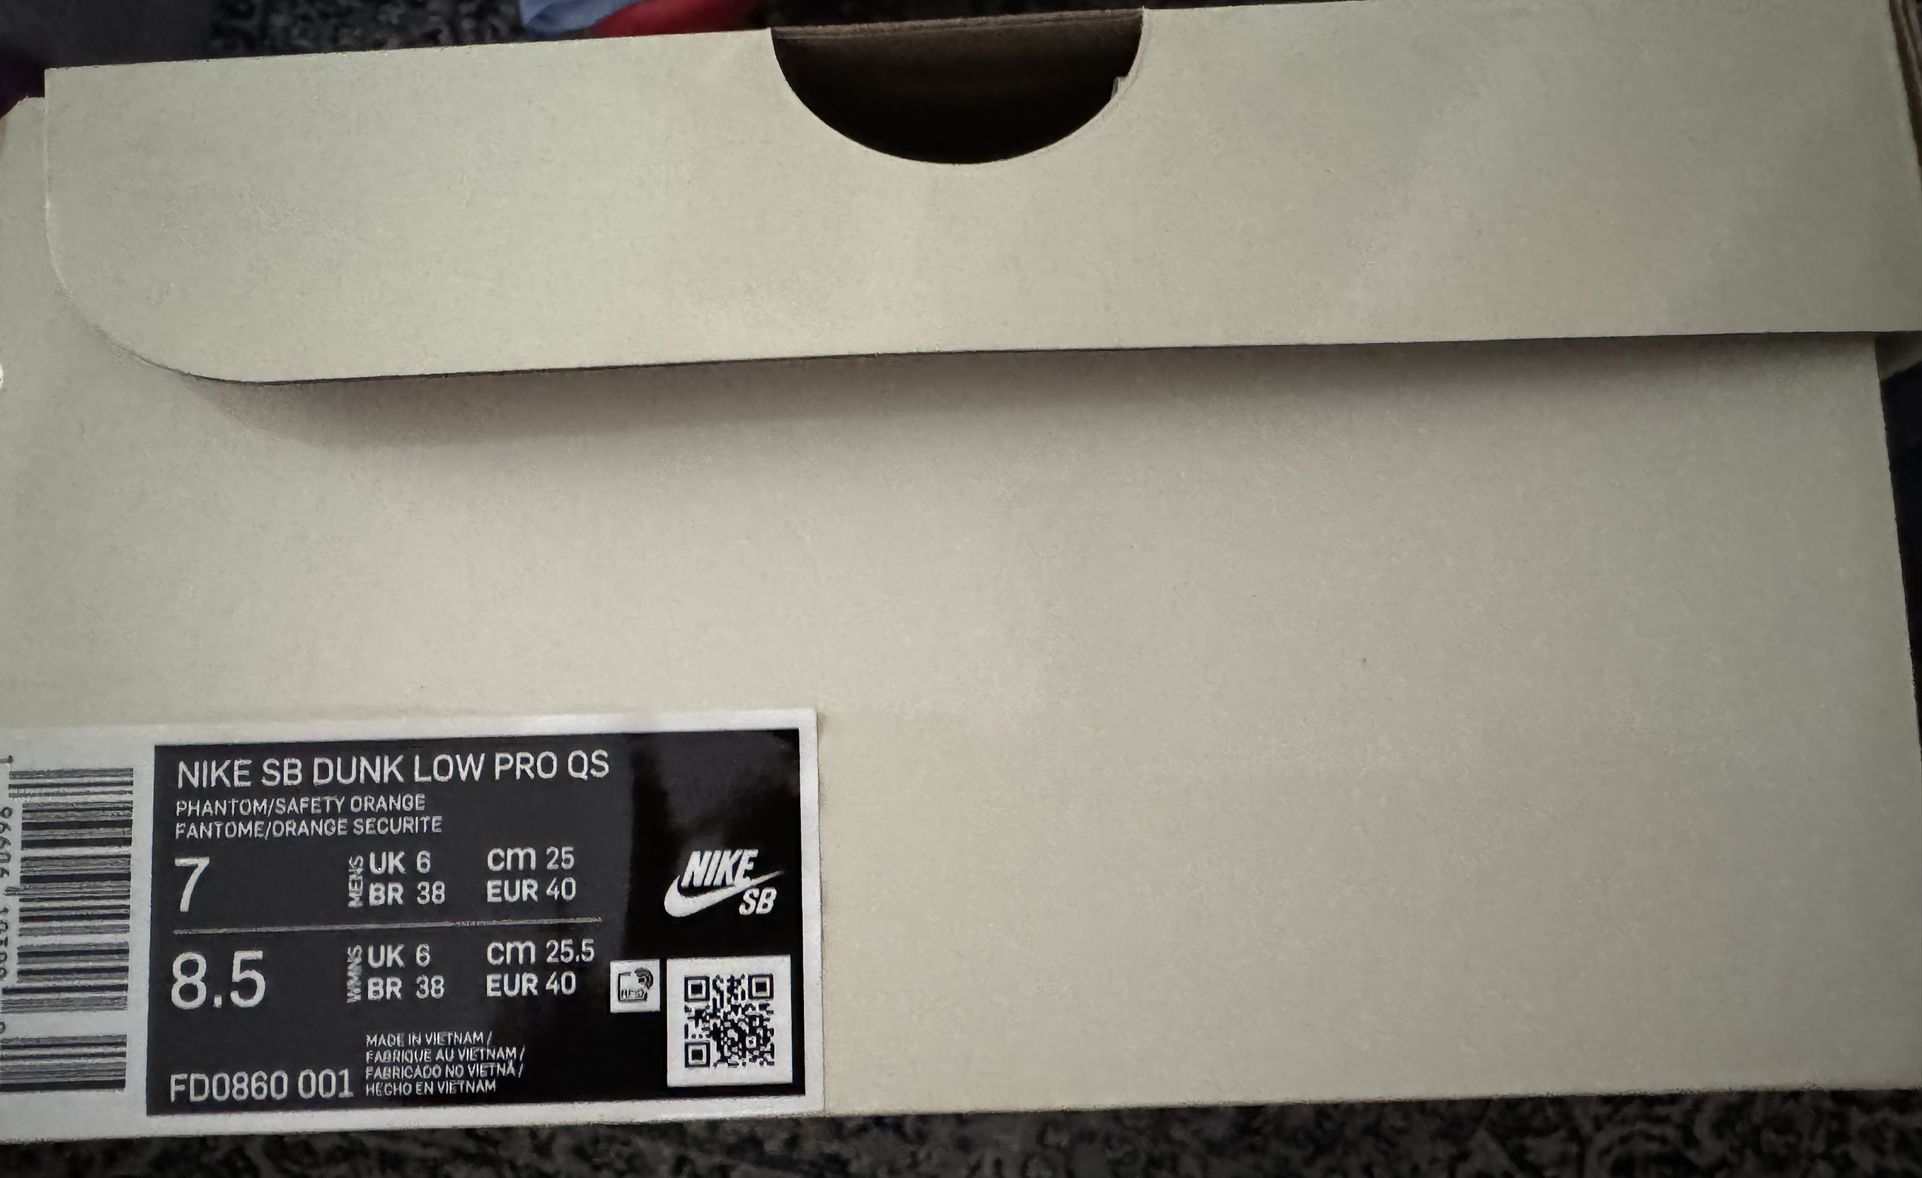 NIKE SB DUNK LOW PRO QS
PHANTOM/SAFETY ORANGE
FANTOME/ORANGE SECURITE
7
MENS
UK 6 cm 25
BR 38 EUR 40
8.5
WMNS
UK 6 cm 25.5
BR 38 EUR 40
NIKE
SB
RFID
MADE IN VIETNAM /
FABRIQUE AU VIETNAM /
FABRICADO NO VIETNÃ /
HECHO EN VIETNAM
FD0860 001